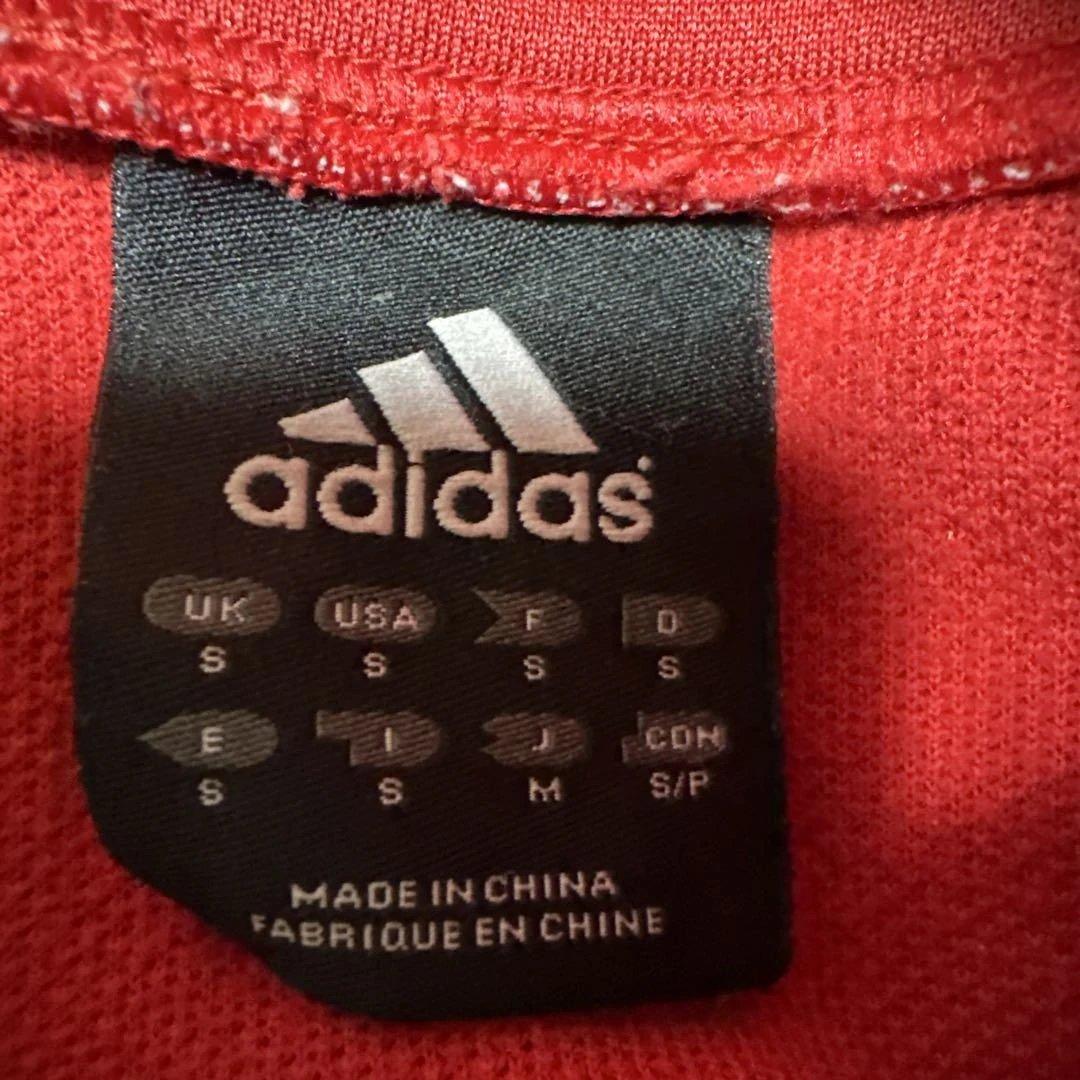 adidas
UK USA F D
S S S S
E I J CDN
S S M S/P
MADE IN CHINA
FABRIQUE EN CHINE